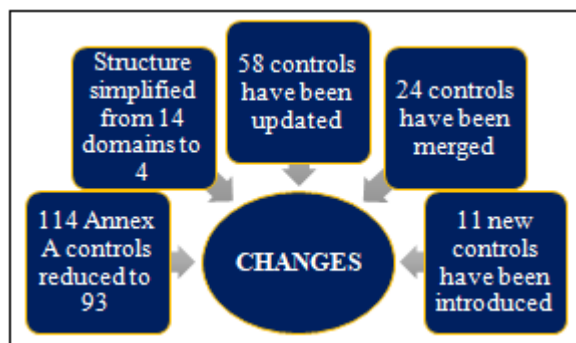 Structure
simplified
from 14
domains to
4
58 controls
have been
updated
24 controls
have been
merged
114 Annex
A controls
reduced to
93
CHANGES
11 new
controls
have been
introduced